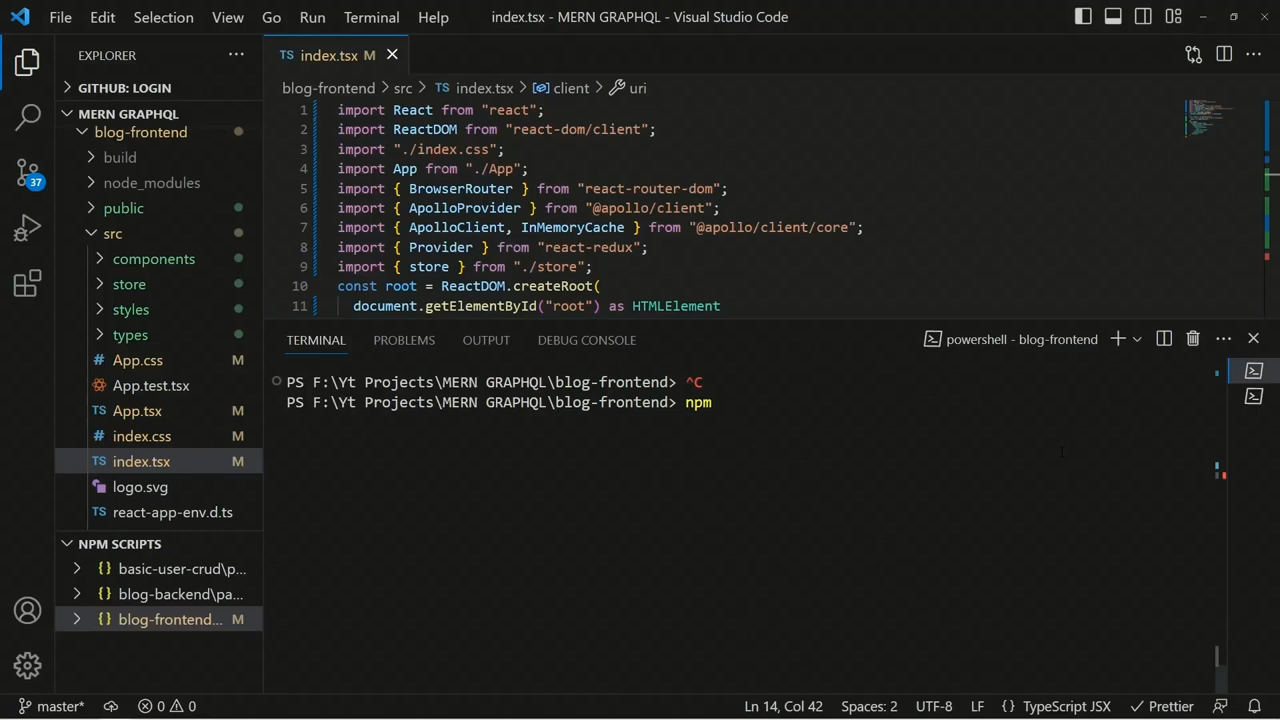 File Edit Selection View Go Run Terminal Help index.tsx - MERN GRAPHQL - Visual Studio Code
EXPLORER
TS index.tsx M
GITHUB: LOGIN
blog-frontend > src > TS index.tsx > client > uri
MERN GRAPHQL
blog-frontend
build
node_modules
public
src
components
store
styles
types
# App.css M
App.test.tsx
TS App.tsx M
# index.css M
TS index.tsx M
logo.svg
TS react-app-env.d.ts
NPM SCRIPTS
{} basic-user-crud\p...
{} blog-backend\pa...
{} blog-frontend... M
37
1 import React from "react";
2 import ReactDOM from "react-dom/client";
3 import "./index.css";
4 import App from "./App";
5 import { BrowserRouter } from "react-router-dom";
6 import { ApolloProvider } from "@apollo/client";
7 import { ApolloClient, InMemoryCache } from "@apollo/client/core";
8 import { Provider } from "react-redux";
9 import { store } from "./store";
10 const root = ReactDOM.createRoot(
11 document.getElementById("root") as HTMLElement
TERMINAL PROBLEMS OUTPUT DEBUG CONSOLE powershell - blog-frontend
PS F:\Yt Projects\MERN GRAPHQL\blog-frontend> ^C
PS F:\Yt Projects\MERN GRAPHQL\blog-frontend> npm
master* 0 0 Ln 14, Col 42 Spaces: 2 UTF-8 LF {} TypeScript JSX Prettier